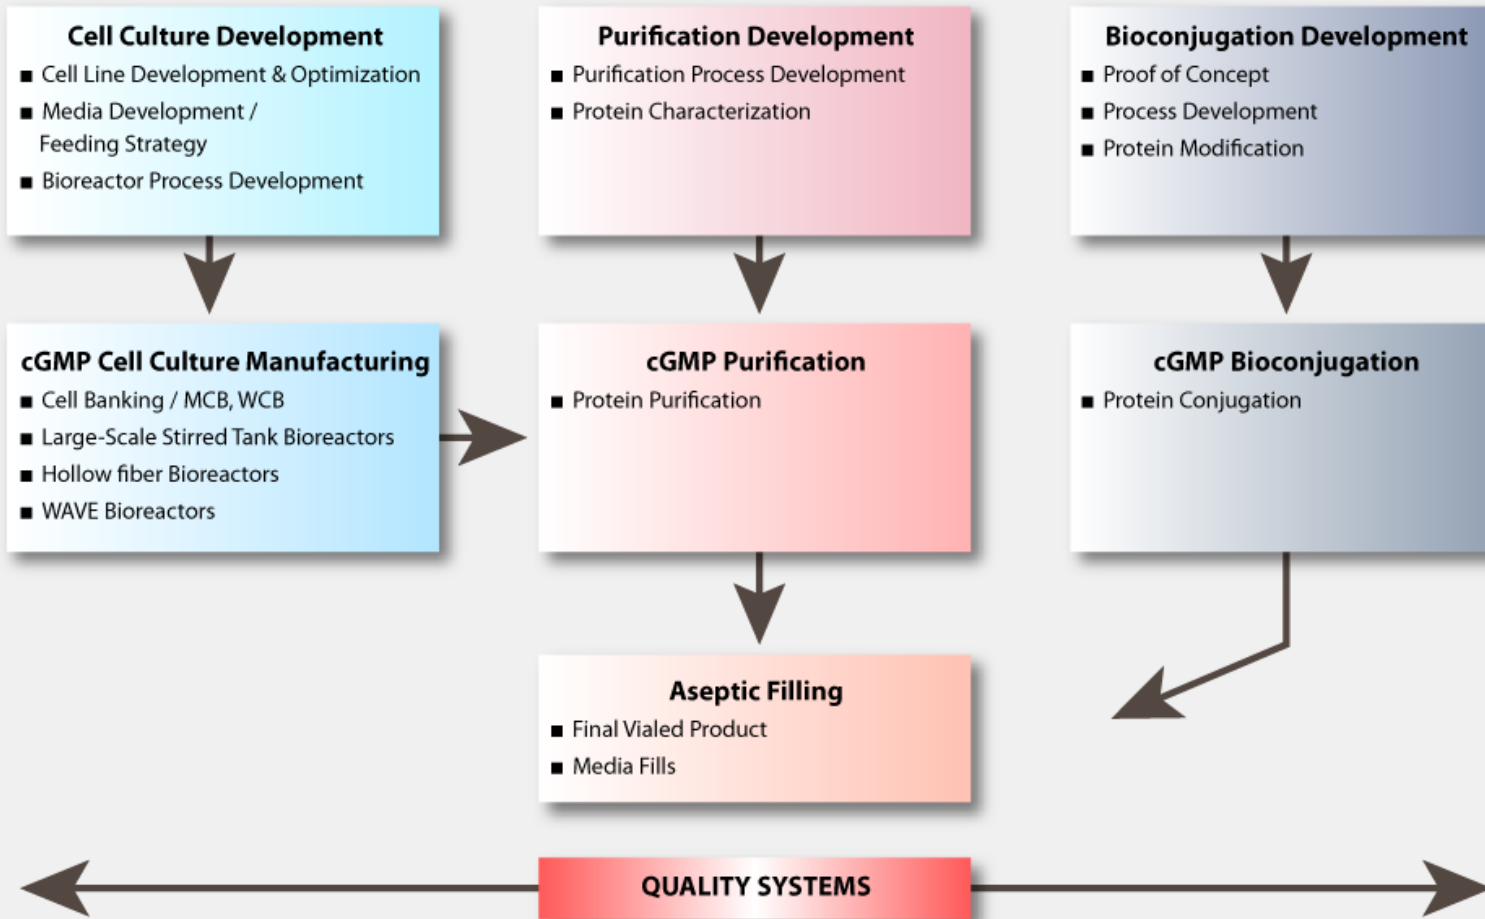 Cell Culture Development
■ Cell Line Development & Optimization
■ Media Development /
Feeding Strategy
■ Bioreactor Process Development
Purification Development
■ Purification Process Development
■ Protein Characterization
Bioconjugation Development
■ Proof of Concept
■ Process Development
■ Protein Modification
cGMP Cell Culture Manufacturing
■ Cell Banking / MCB, WCB
■ Large-Scale Stirred Tank Bioreactors
■ Hollow fiber Bioreactors
■ WAVE Bioreactors
cGMP Purification
■ Protein Purification
cGMP Bioconjugation
■ Protein Conjugation
Aseptic Filling
■ Final Vialed Product
■ Media Fills
QUALITY SYSTEMS